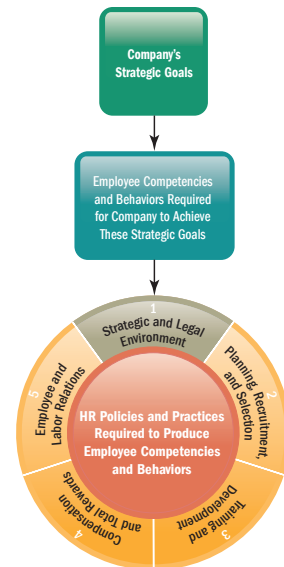 Company's
Strategic Goals
Employee Competencies
and Behaviors Required
for Company to Achieve
These Strategic Goals
1
Strategic and Legal
Environment
2
Planning, Recruitment,
and Selection
3
Training and
Development
4
Compensation
and Total Rewards
5
Employee and
Labor Relations
HR Policies and Practices
Required to Produce
Employee Competencies
and Behaviors